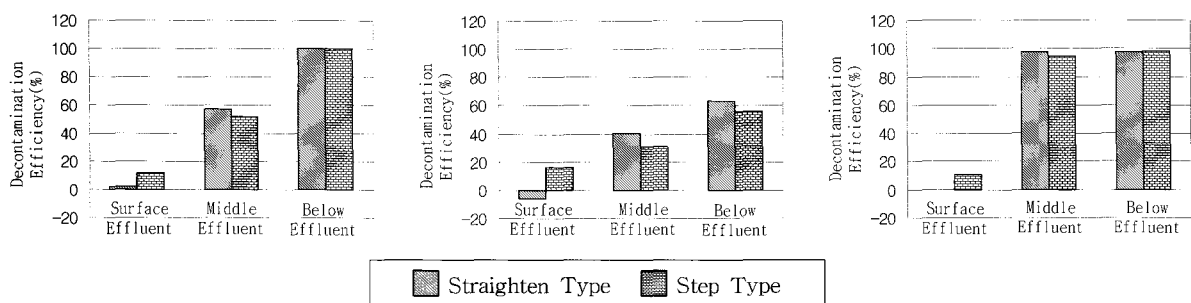 Decontamination
Efficiency(%)
120
100
80
60
40
20
0
-20
Surface
Effluent
Middle
Effluent
Below
Effluent
Decontamination
Efficiency(%)
120
100
80
60
40
20
0
-20
Surface
Effluent
Middle
Effluent
Below
Effluent
Decontamination
Efficiency(%)
120
100
80
60
40
20
0
-20
Surface
Effluent
Middle
Effluent
Below
Effluent
Straighten Type Step Type